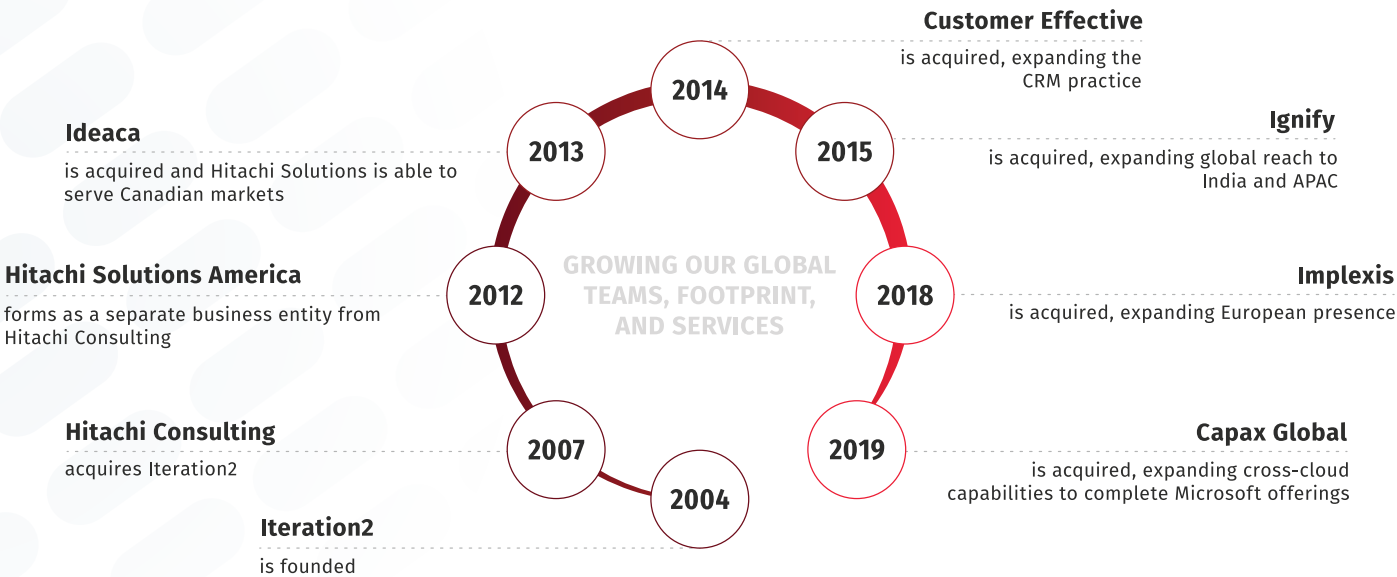 Customer Effective
is acquired, expanding the
CRM practice
2014
Ideaca
is acquired and Hitachi Solutions is able to
serve Canadian markets
2013
2015
Ignify
is acquired, expanding global reach to
India and APAC
Hitachi Solutions America
forms as a separate business entity from
Hitachi Consulting
2012
GROWING OUR GLOBAL
TEAMS, FOOTPRINT,
AND SERVICES
2018
Implexis
is acquired, expanding European presence
Hitachi Consulting
acquires Iteration2
2007
2019
Capax Global
is acquired, expanding cross-cloud
capabilities to complete Microsoft offerings
2004
Iteration2
is founded